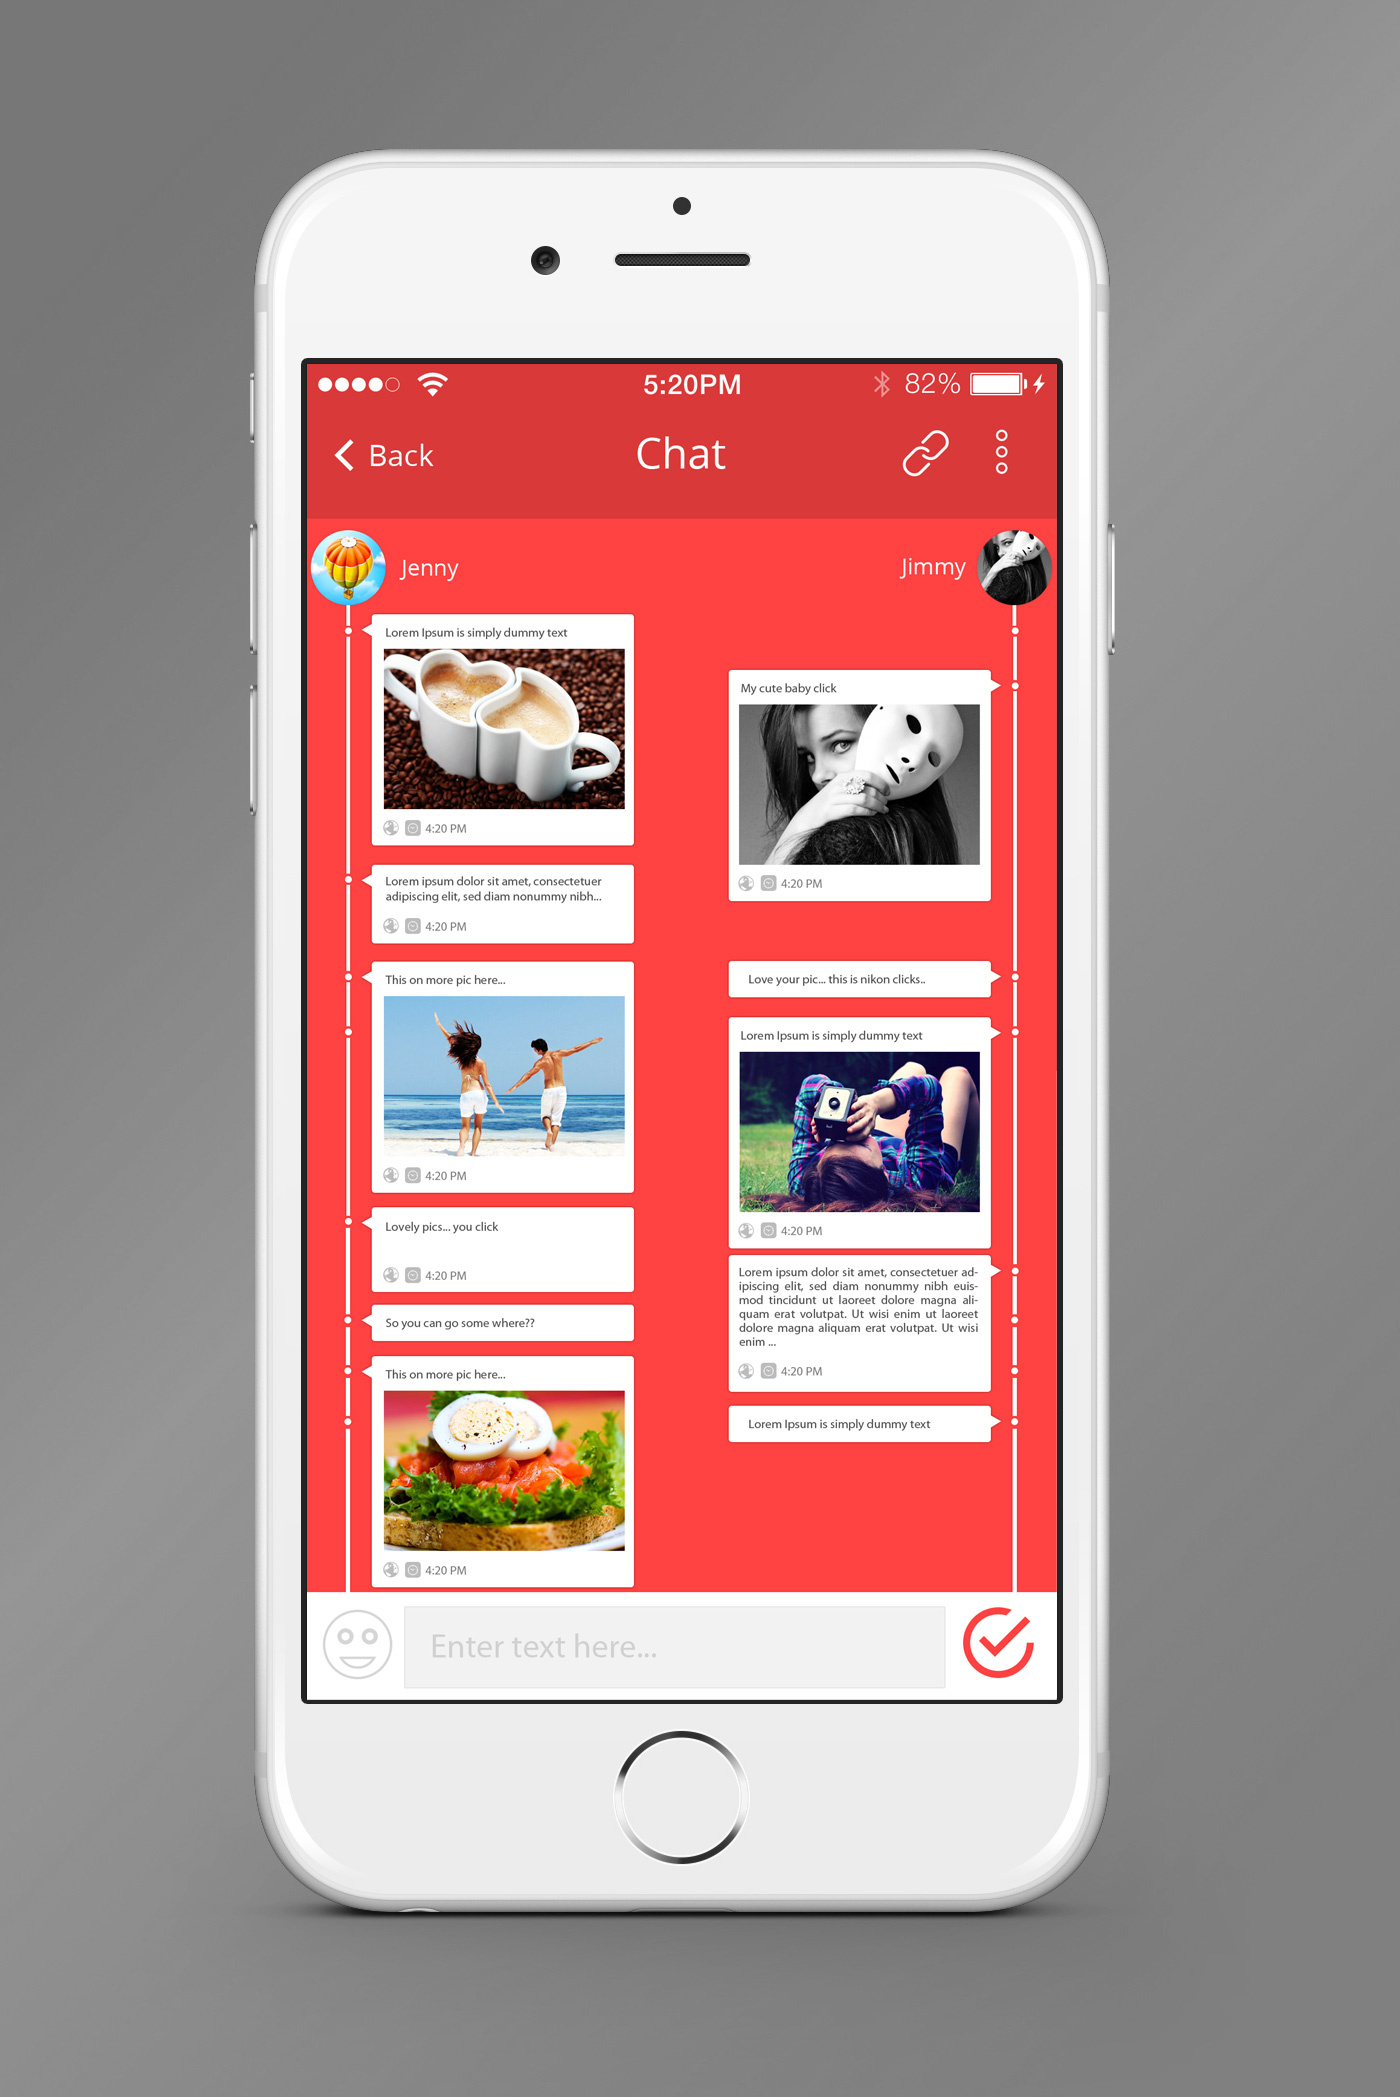 5:20PM
82%
Back
Chat
Jenny
Jimmy
Lorem Ipsum is simply dummy text
4:20 PM
Lorem ipsum dolor sit amet, consectetuer
adipiscing elit, sed diam nonummy nibh...
4:20 PM
This on more pic here...
4:20 PM
Lovely pics... you click
4:20 PM
So you can go some where??
This on more pic here...
4:20 PM
My cute baby click
4:20 PM
Love your pic... this is nikon clicks..
Lorem Ipsum is simply dummy text
4:20 PM
Lorem ipsum dolor sit amet, consectetuer ad-
ipiscing elit, sed diam nonummy nibh euis-
mod tincidunt ut laoreet dolore magna ali-
quam erat volutpat. Ut wisi enim ut laoreet
dolore magna aliquam erat volutpat. Ut wisi
enim ...
4:20 PM
Lorem Ipsum is simply dummy text
Enter text here...